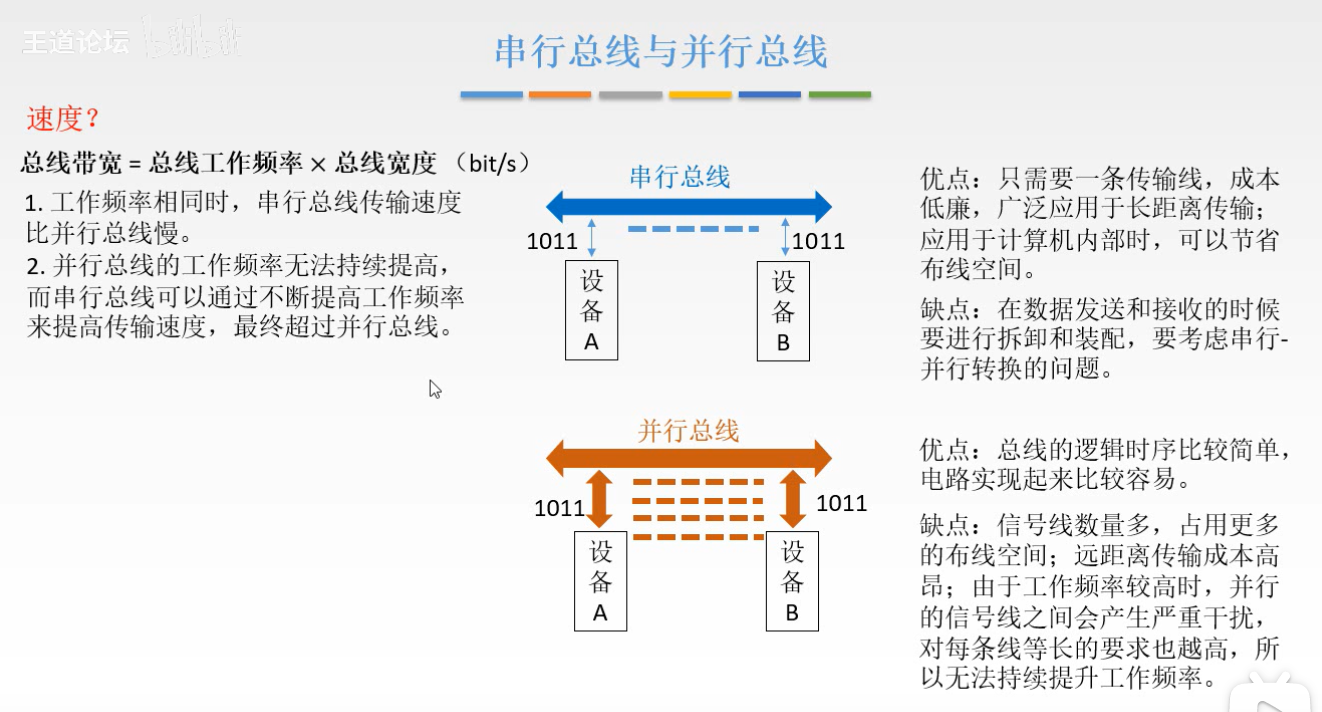 王道论坛
bilibili
串行总线与并行总线
速度？
总线带宽 = 总线工作频率 × 总线宽度 （bit/s）
1. 工作频率相同时，串行总线传输速度
比并行总线慢。
2. 并行总线的工作频率无法持续提高，
而串行总线可以通过不断提高工作频率
来提高传输速度，最终超过并行总线。
串行总线
1011
1011
设
备
A
设
备
B
优点：只需要一条传输线，成本
低廉，广泛应用于长距离传输；
应用于计算机内部时，可以节省
布线空间。
缺点：在数据发送和接收的时候
要进行拆卸和装配，要考虑串行-
并行转换的问题。
并行总线
1011
1011
设
备
A
设
备
B
优点：总线的逻辑时序比较简单，
电路实现起来比较容易。
缺点：信号线数量多，占用更多
的布线空间；远距离传输成本高
昂；由于工作频率较高时，并行
的信号线之间会产生严重干扰，
对每条线等长的要求也越高，所
以无法持续提升工作频率。